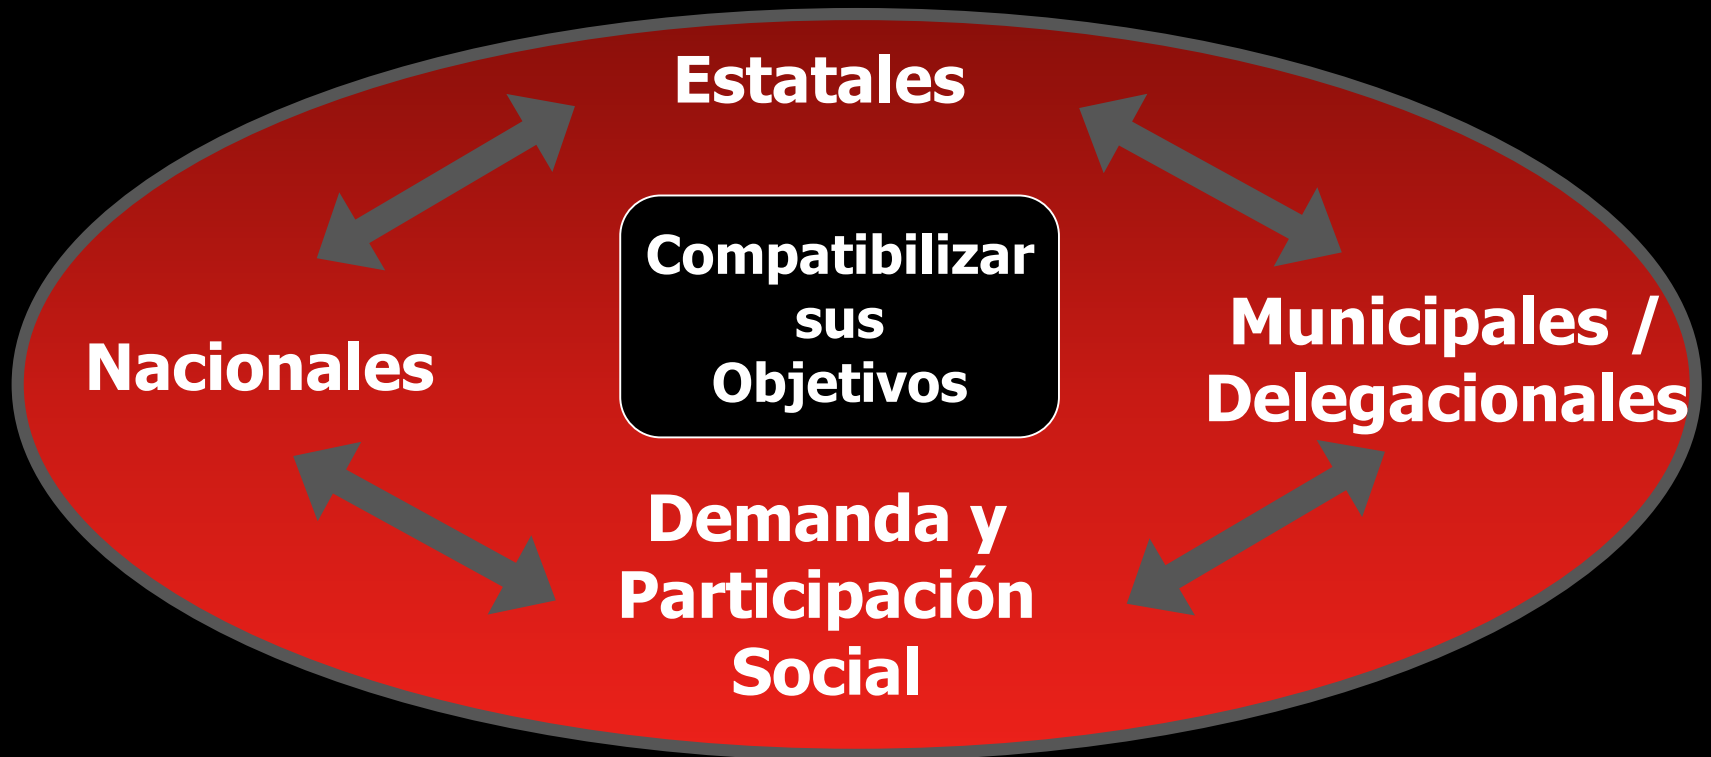 Estatales
Compatibilizar
sus
Objetivos
Nacionales
Municipales /
Delegacionales
Demanda y
Participación
Social